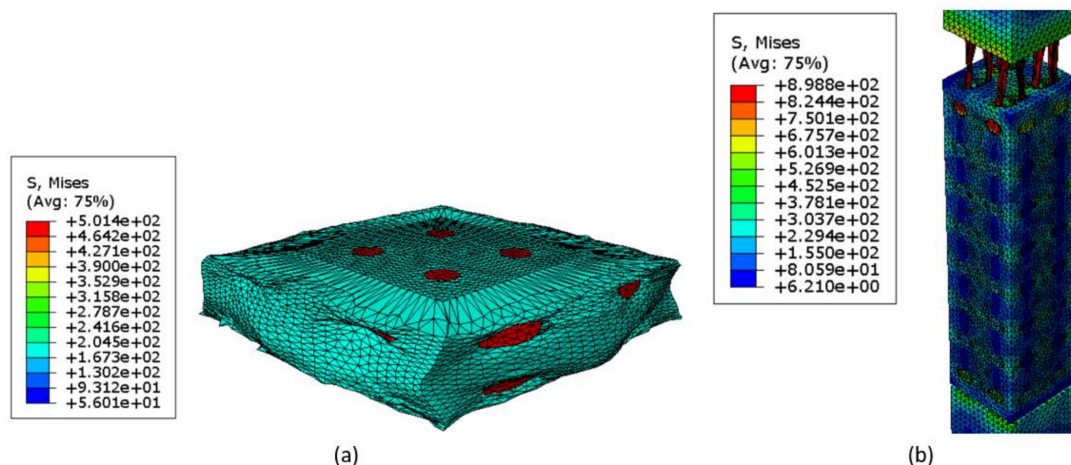 S, Mises
(Avg: 75%)
+5.014e+02
+4.642e+02
+4.271e+02
+3.900e+02
+3.529e+02
+3.158e+02
+2.787e+02
+2.416e+02
+2.045e+02
+1.673e+02
+1.302e+02
+9.312e+01
+5.601e+01
(a)
S, Mises
(Avg: 75%)
+8.988e+02
+8.244e+02
+7.501e+02
+6.757e+02
+6.013e+02
+5.269e+02
+4.525e+02
+3.781e+02
+3.037e+02
+2.294e+02
+1.550e+02
+8.059e+01
+6.210e+00
(b)